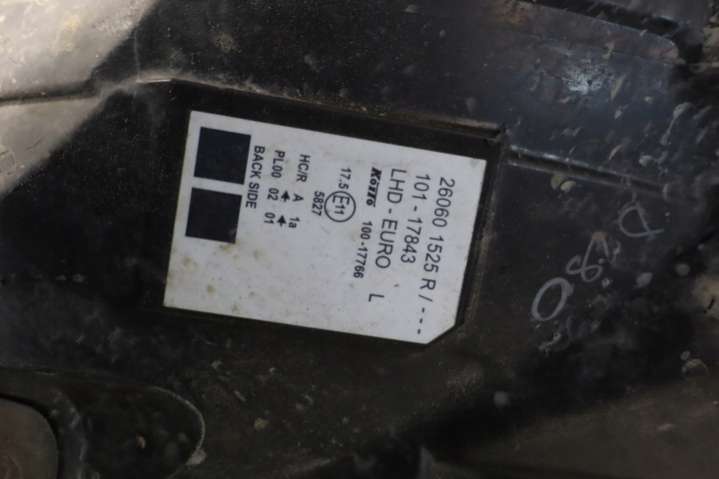 26060 1525 R / - - -
101 - 17843
LHD - EURO L
KOITO 100-17766
17.5 E11
5827
HC/R A 1a
PL00 02 01
BACK SIDE